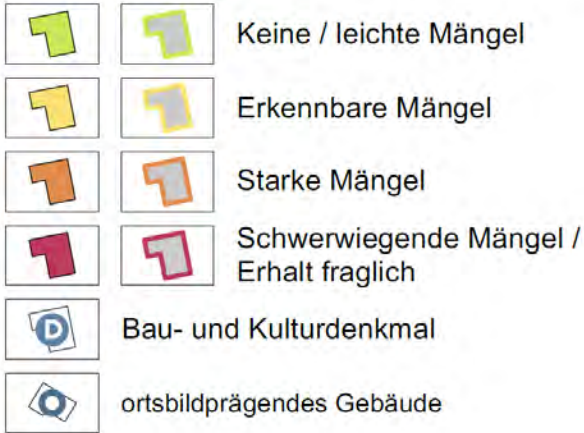 Keine / leichte Mängel
Erkennbare Mängel
Starke Mängel
Schwerwiegende Mängel /
Erhalt fraglich
D
Bau- und Kulturdenkmal
O
ortsbildprägendes Gebäude